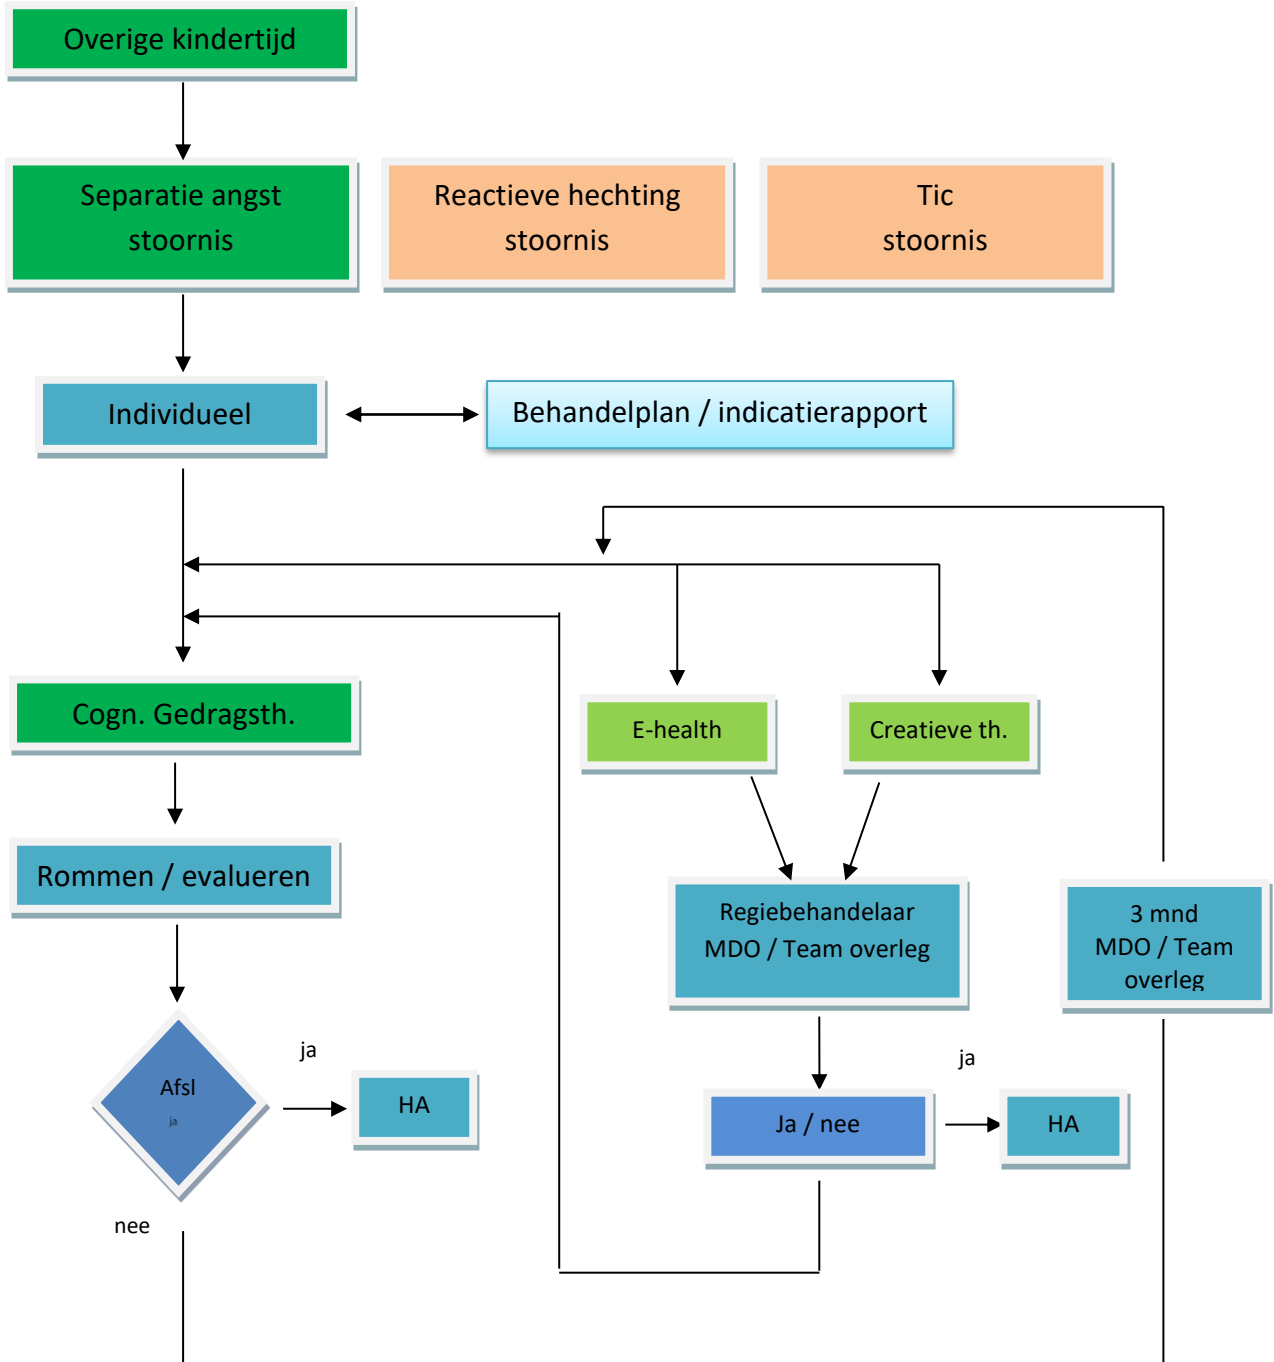 Overige kindertijd
Separatie angst
stoornis
Reactieve hechting
stoornis
Tic
stoornis
Individueel
Behandelplan / indicatierapport
Cogn. Gedragsth.
E-health
Creatieve th.
Rommen / evalueren
Regiebehandelaar
MDO / Team overleg
3 mnd
MDO / Team
overleg
Afsl
ja
ja
HA
Ja / nee
ja
HA
nee